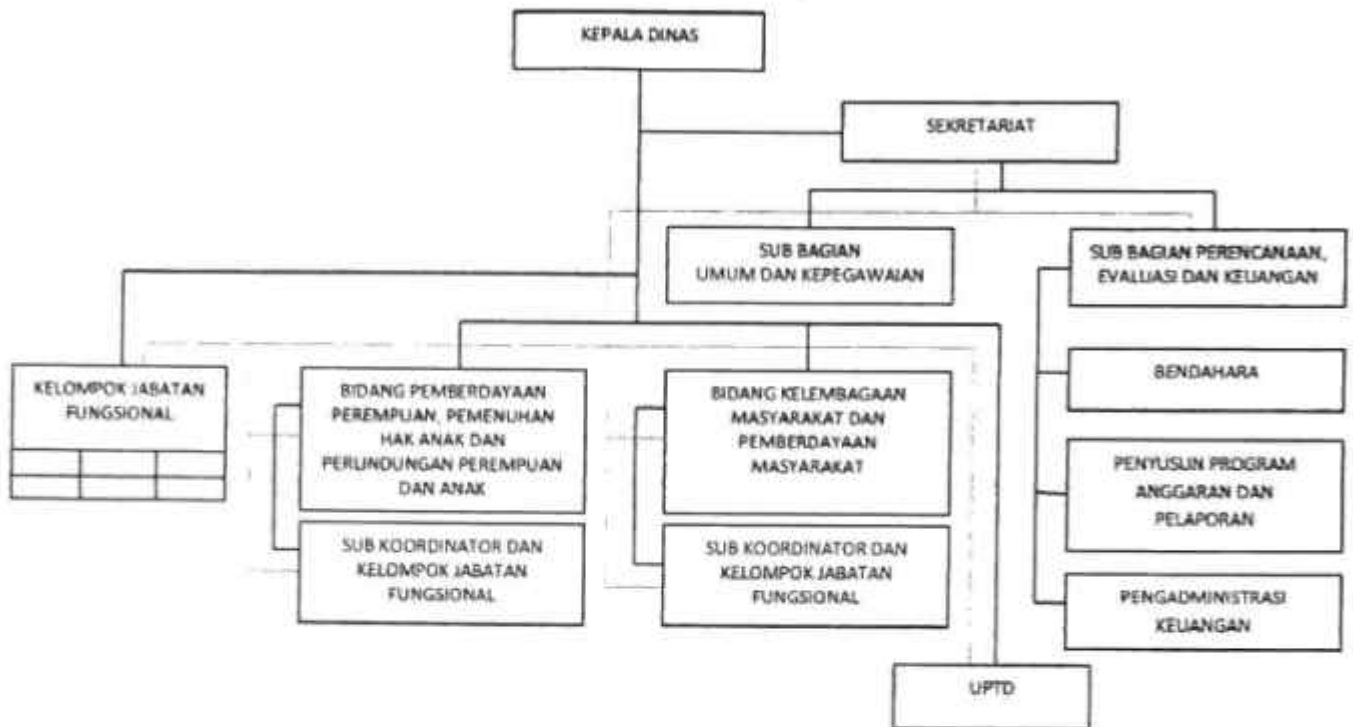 KEPALA DINAS
SEKRETARIAT
SUB BAGIAN
UMUM DAN KEPEGAWAIAN
SUB BAGIAN PERENCANAAN,
EVALUASI DAN KEUANGAN
KELOMPOK JABATAN
FUNGSIONAL
BIDANG PEMBERDAYAAN
PEREMPUAN, PEMENUHAN
HAK ANAK DAN
PERLINDUNGAN PEREMPUAN
DAN ANAK
BIDANG KELEMBAGAAN
MASYARAKAT DAN
PEMBERDAYAAN
MASYARAKAT
BENDAHARA
PENYUSUN PROGRAM
ANGGARAN DAN
PELAPORAN
SUB KOORDINATOR DAN
KELOMPOK JABATAN
FUNGSIONAL
SUB KOORDINATOR DAN
KELOMPOK JABATAN
FUNGSIONAL
PENGADMINISTRASI
KEUANGAN
UPTD